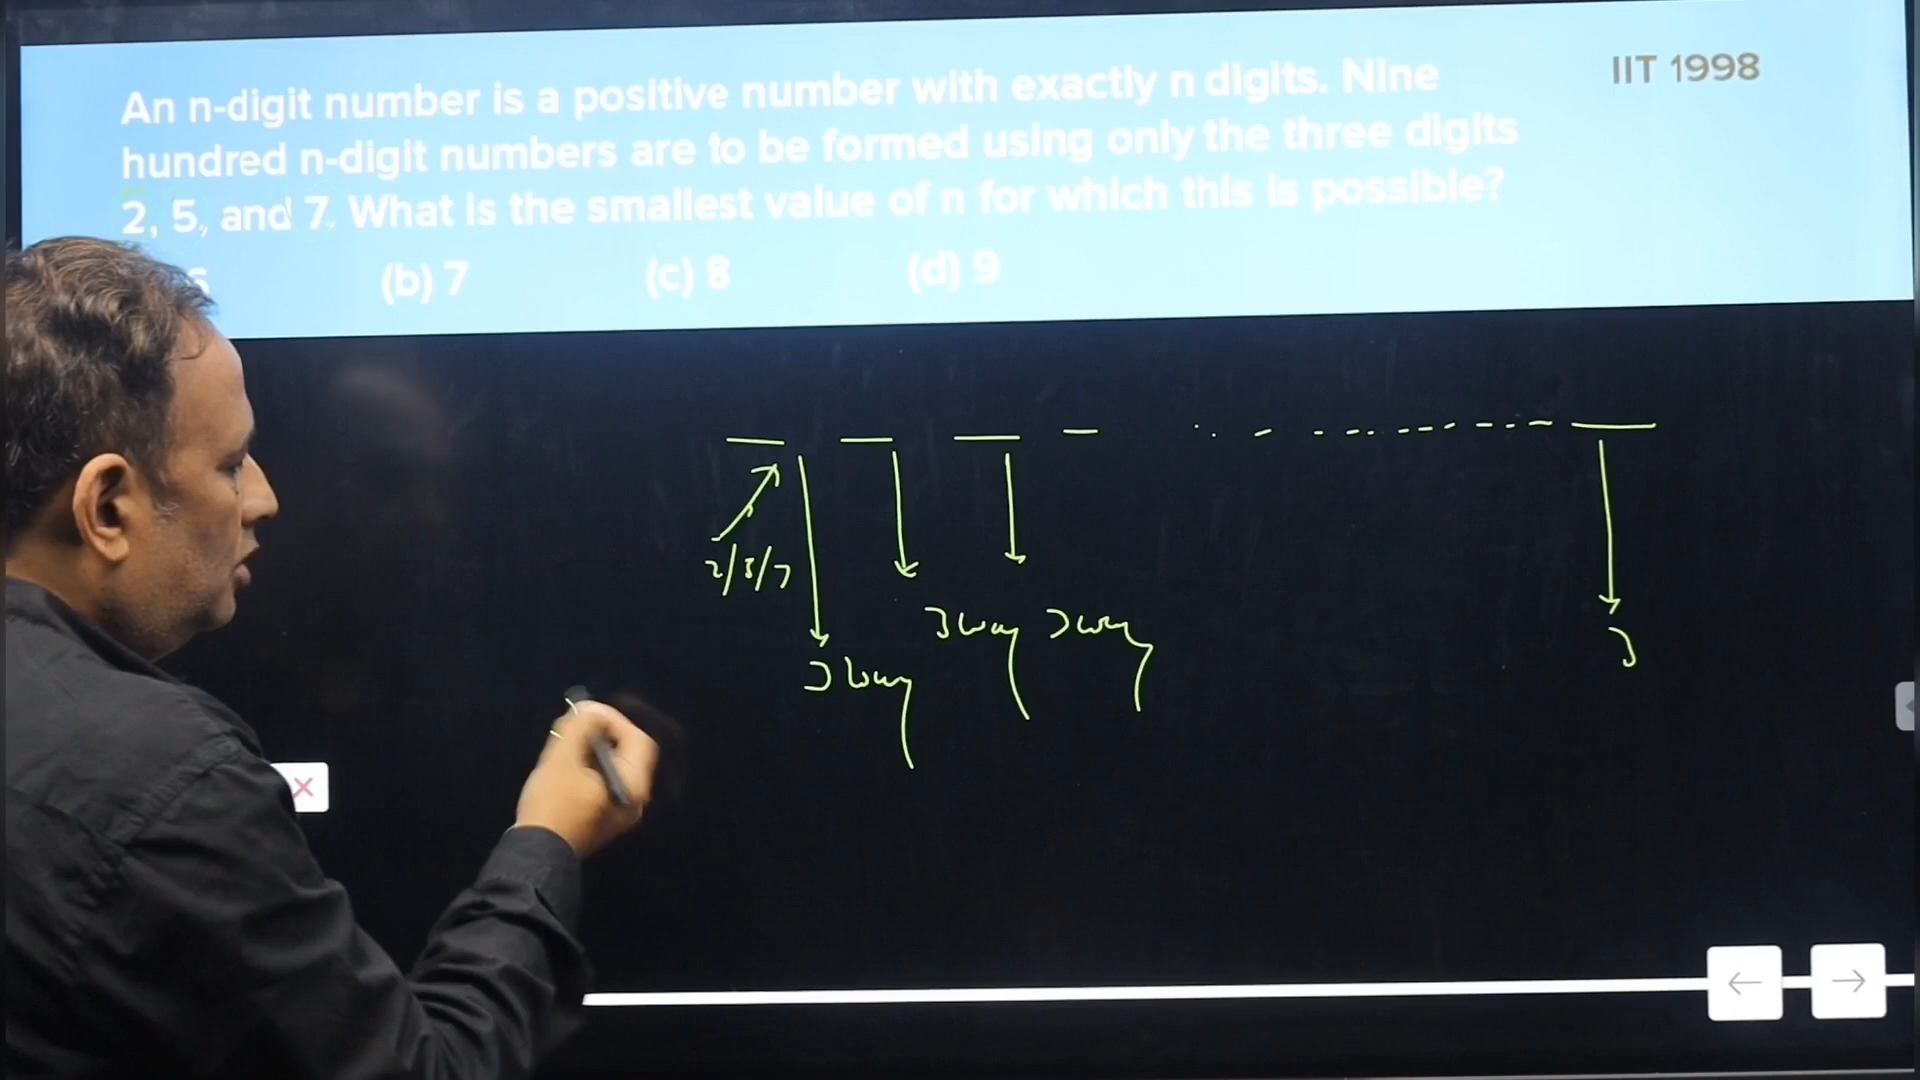 IIT 1998
An n-digit number is a positive number with exactly n digits. Nine
hundred n-digit numbers are to be formed using only the three digits
2, 5, and 7. What is the smallest value of n for which this is possible?
6 (b) 7 (c) 8 (d) 9
2/5/7
3 way 3 way 3 way 3